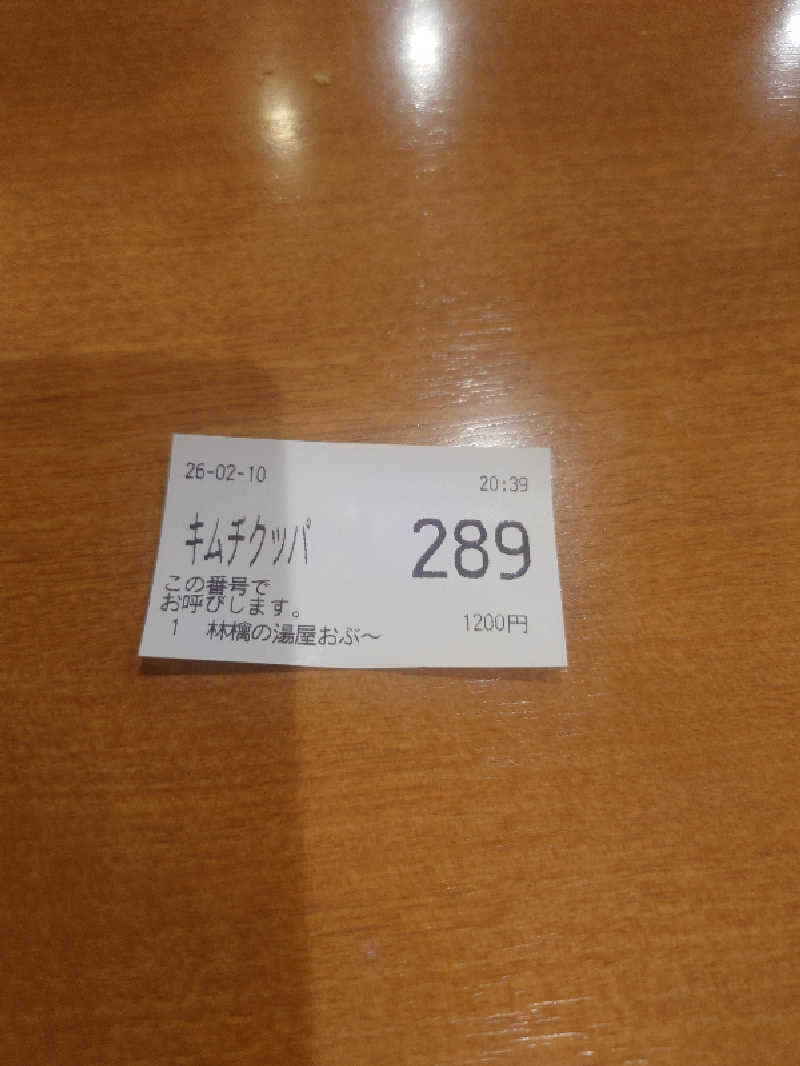 26-02-10 20:39
キムチクッパ 289
この番号で
お呼びします。
1200円
1 林檎の湯屋おぶ〜